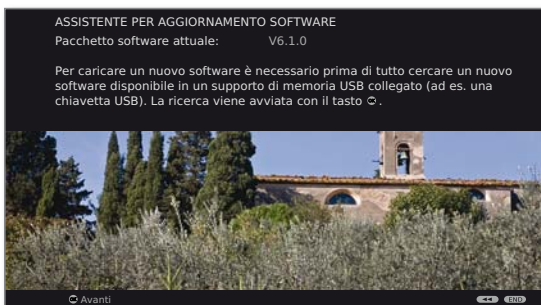 ASSISTENTE PER AGGIORNAMENTO SOFTWARE
Pacchetto software attuale: V6.1.0
Per caricare un nuovo software è necessario prima di tutto cercare un nuovo
software disponibile in un supporto di memoria USB collegato (ad es. una
chiavetta USB). La ricerca viene avviata con il tasto .
Avanti
END